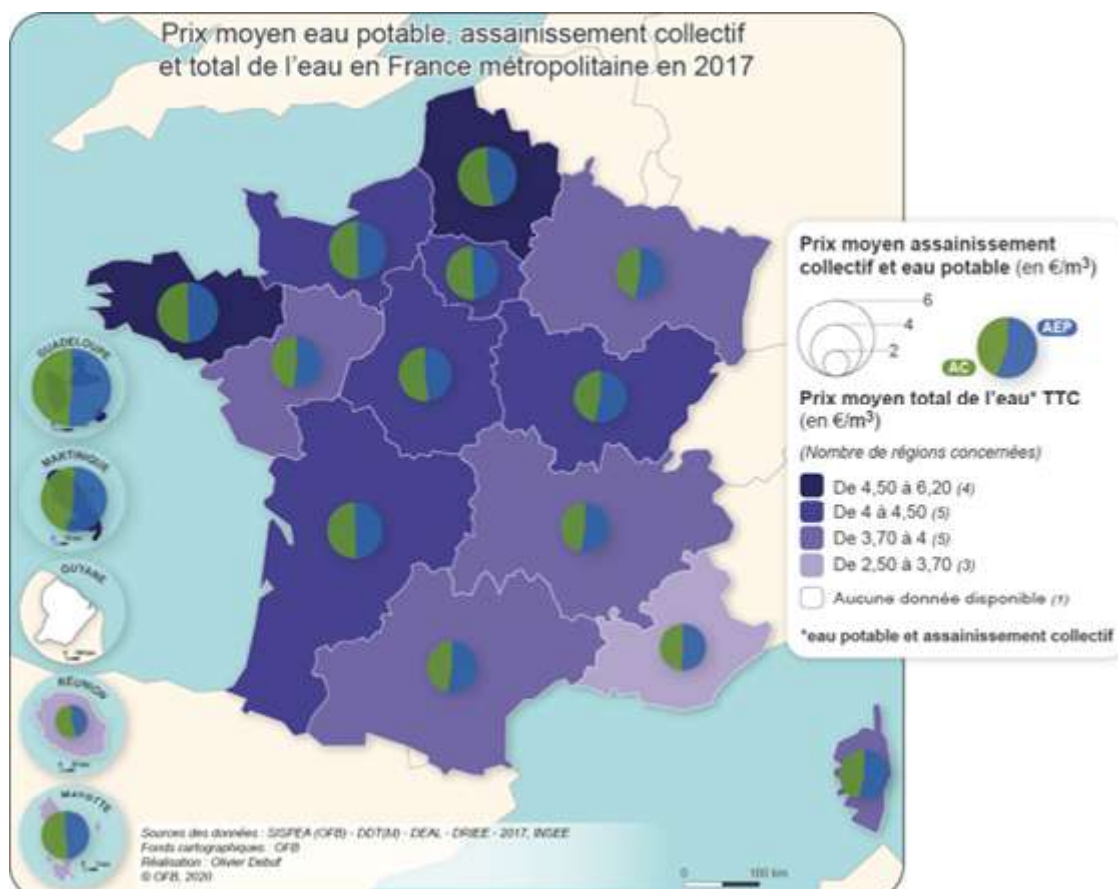 Prix moyen eau potable, assainissement collectif
et total de l'eau en France métropolitaine en 2017
GUADELOUPE
MARTINIQUE
GUYANE
RÉUNION
MAYOTTE
Prix moyen assainissement
collectif et eau potable (en €/m³)
6
4
2
AEP
AC
Prix moyen total de l'eau* TTC
(en €/m³)
(Nombre de régions concernées)
De 4,50 à 6,20 (4)
De 4 à 4,50 (5)
De 3,70 à 4 (5)
De 2,50 à 3,70 (3)
Aucune donnée disponible (1)
*eau potable et assainissement collectif
Sources des données : SISPEA (OFB) - DDT(M) - DEAL - DRIEE - 2017, INSEE
Fonds cartographiques : OFB
Réalisation : Olivier Debuf
© OFB, 2020
0 100 km